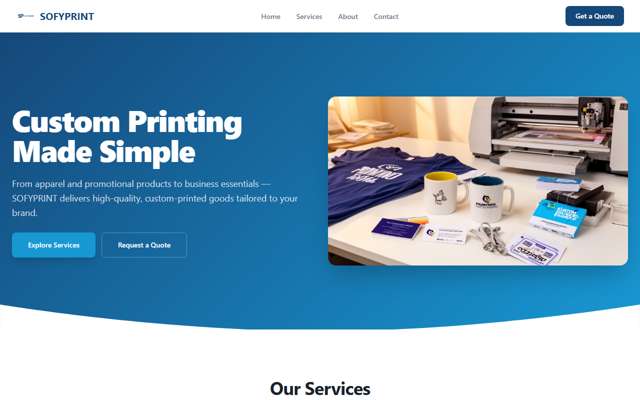 SOFYPRINT
Home
Services
About
Contact
Get a Quote
Custom Printing
Made Simple
From apparel and promotional products to business essentials —
SOFYPRINT delivers high-quality, custom-printed goods tailored to your
brand.
Explore Services
Request a Quote
Our Services